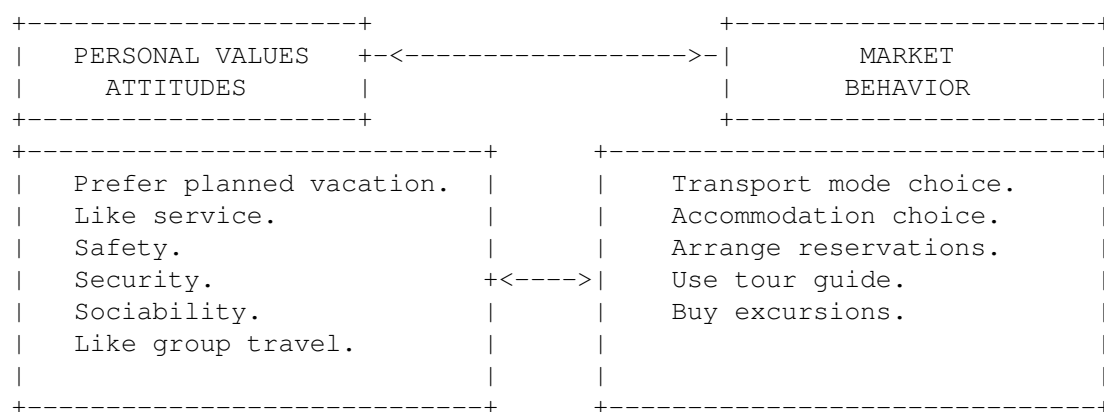 PERSONAL VALUES
ATTITUDES
MARKET
BEHAVIOR
Prefer planned vacation.
Like service.
Safety.
Security.
Sociability.
Like group travel.
Transport mode choice.
Accommodation choice.
Arrange reservations.
Use tour guide.
Buy excursions.